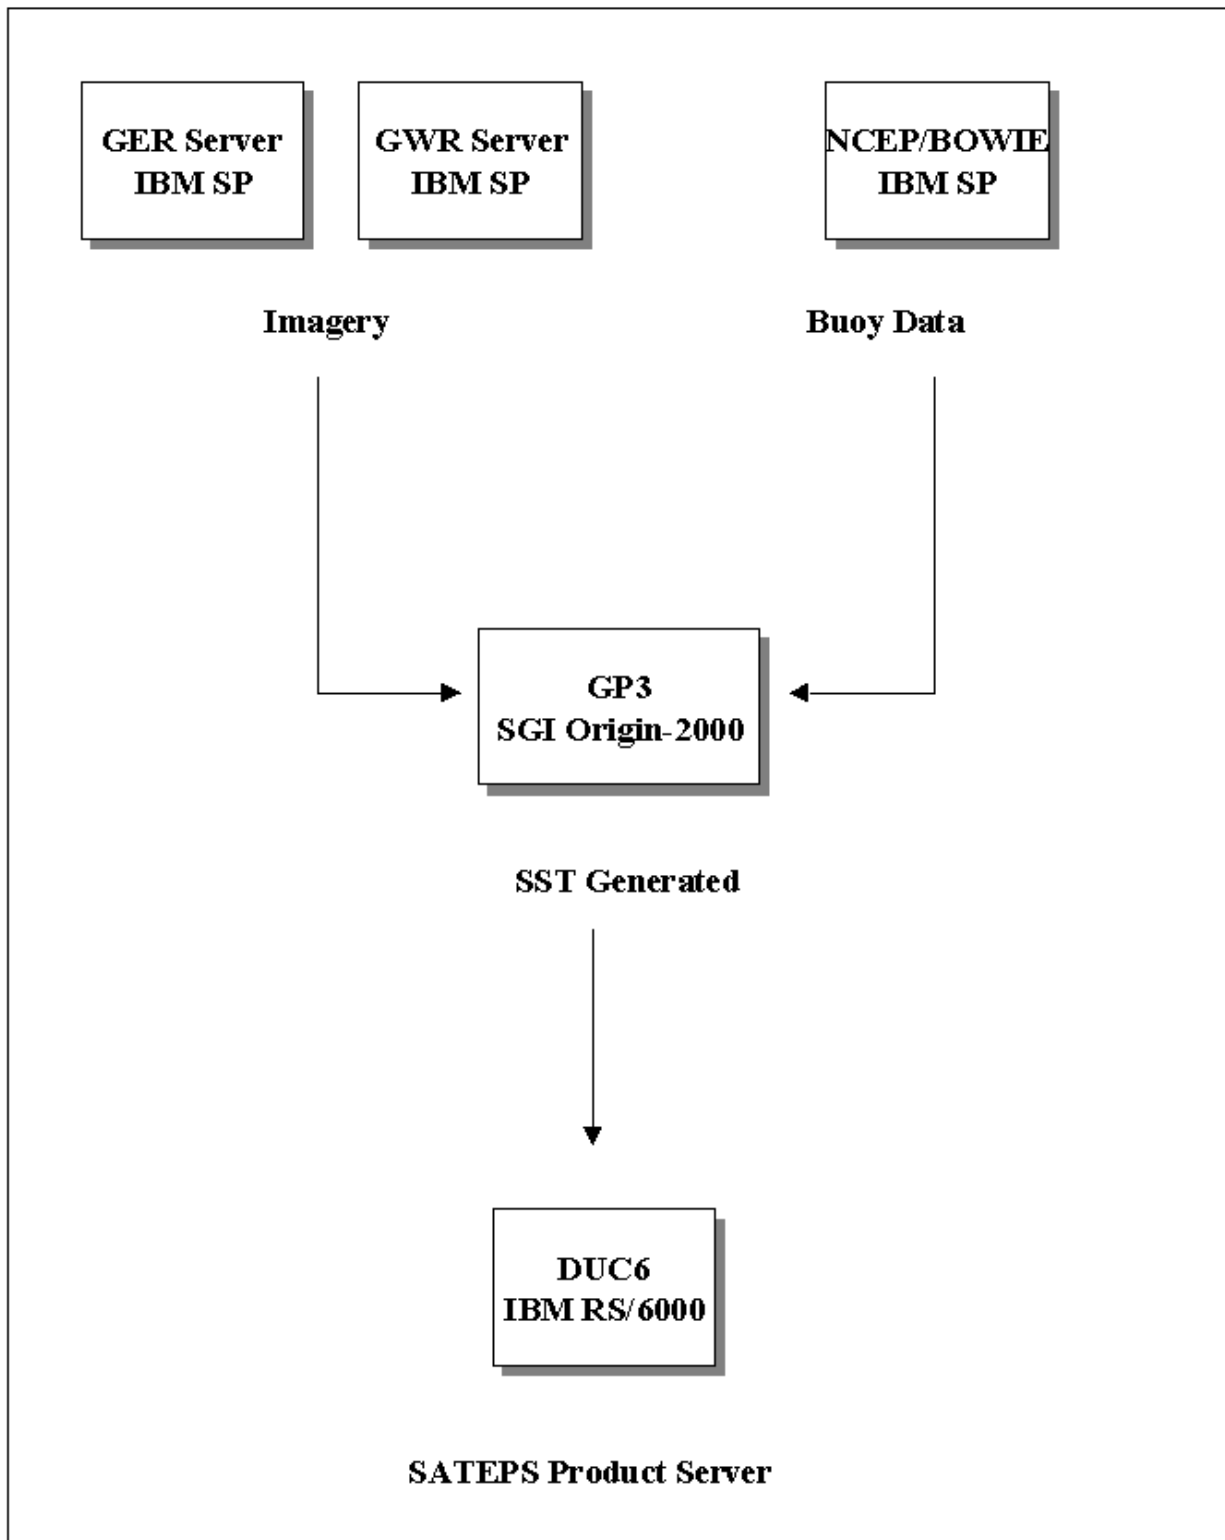 GER Server
IBM SP
GWR Server
IBM SP
NCEP/BOWIE
IBM SP
Imagery
Buoy Data
GP3
SGI Origin-2000
SST Generated
DUC6
IBM RS/6000
SATEPS Product Server